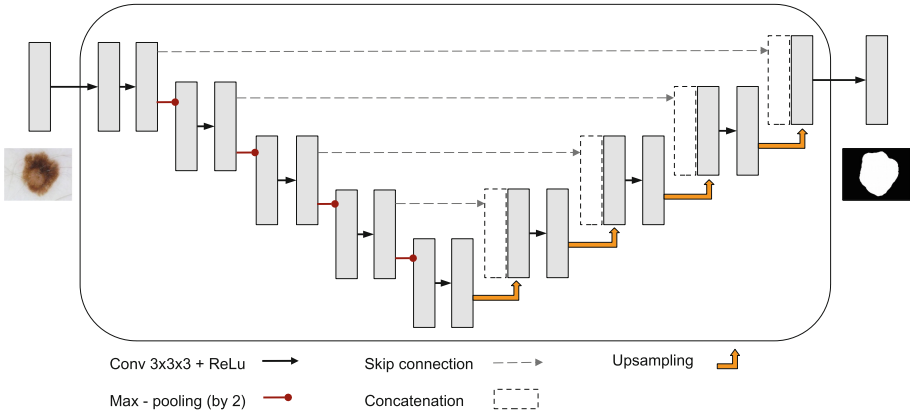 Conv 3x3x3 + ReLu
Skip connection
Upsampling
Max - pooling (by 2)
Concatenation